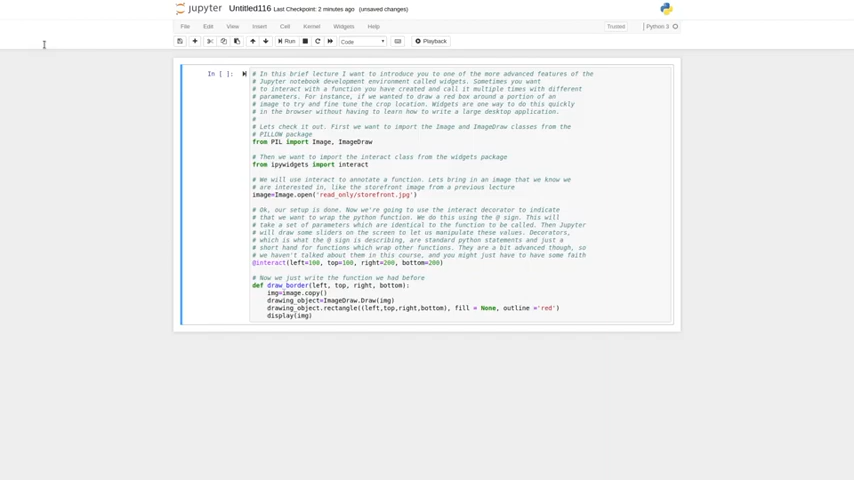 jupyter Untitled116 Last Checkpoint: 2 minutes ago (unsaved changes)
File Edit View Insert Cell Kernel Widgets Help Trusted Python 3
Run Code Playback
In [ ]:
# In this brief lecture I want to introduce you to one of the more advanced features of the
# Jupyter notebook development environment called widgets. Sometimes you want
# to interact with a function you have created and call it multiple times with different
# parameters. For instance, if we wanted to draw a red box around a portion of an
# image to try and fine tune the crop location. Widgets are one way to do this quickly
# in the browser without having to learn how to write a large desktop application.
#
# Lets check it out. First we want to import the Image and ImageDraw classes from the
# PILLOW package
from PIL import Image, ImageDraw
# Then we want to import the interact class from the widgets package
from ipywidgets import interact
# We will use interact to annotate a function. Lets bring in an image that we know we
# are interested in, like the storefront image from a previous lecture
image=Image.open('read_only/storefront.jpg')
# Ok, our setup is done. Now we're going to use the interact decorator to indicate
# that we want to wrap the python function. We do this using the @ sign. This will
# take a set of parameters which are identical to the function to be called. Then Jupyter
# will draw some sliders on the screen to let us manipulate these values. Decorators,
# which is what the @ sign is describing, are standard python statements and just a
# short hand for functions which wrap other functions. They are a bit advanced though, so
# we haven't talked about them in this course, and you might just have to have some faith
@interact(left=100, top=100, right=200, bottom=200)
# Now we just write the function we had before
def draw_border(left, top, right, bottom):
img=image.copy()
drawing_object=ImageDraw.Draw(img)
drawing_object.rectangle((left,top,right,bottom), fill = None, outline ='red')
display(img)